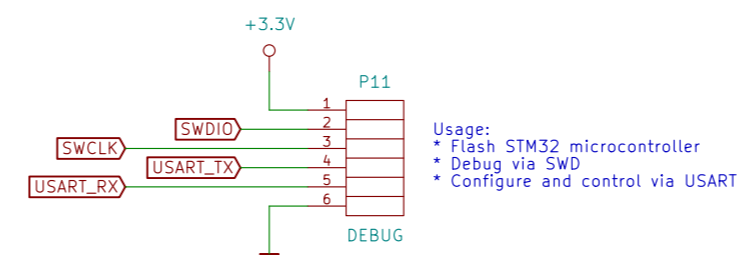 +3.3V
P11
1
SWDIO 2
SWCLK 3
USART_TX 4
USART_RX 5
6
DEBUG
Usage:
* Flash STM32 microcontroller
* Debug via SWD
* Configure and control via USART